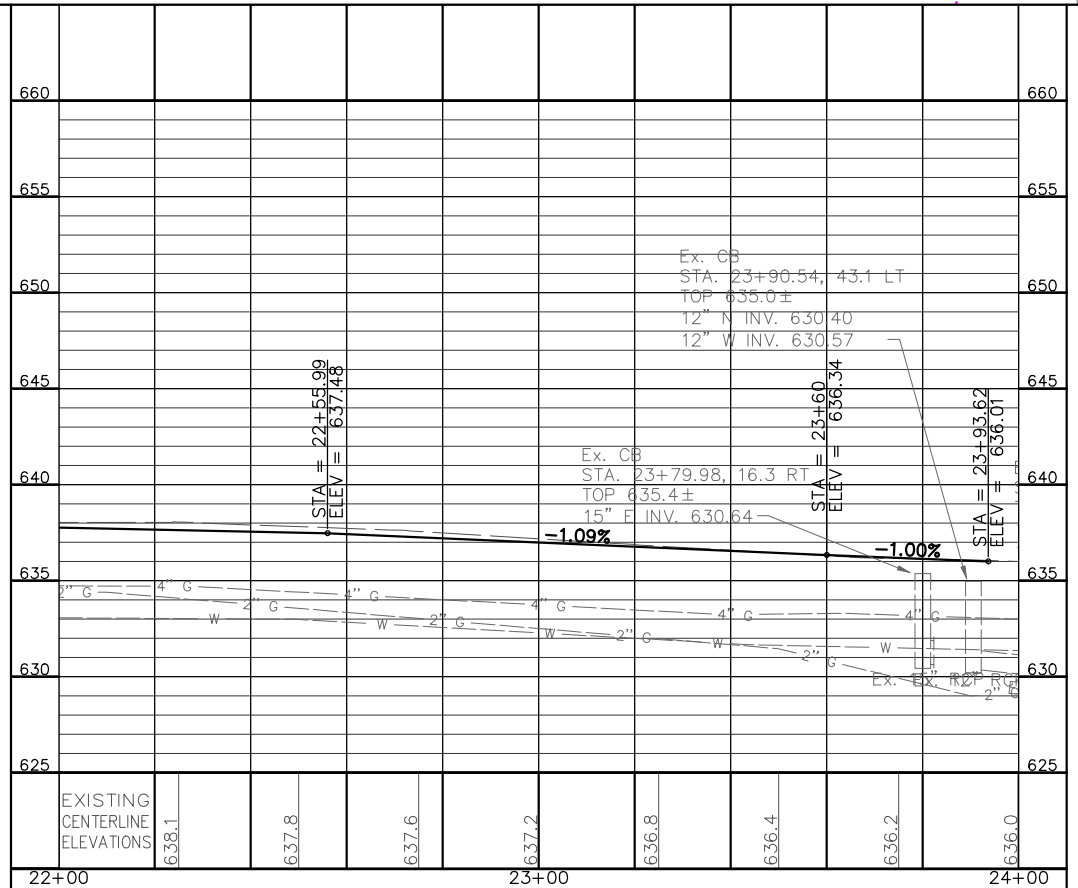 660 660
655 655
Ex. CB
STA. 23+90.54, 43.1 LT
650 650
TOP 635.0±
12" N INV. 630.40
12" W INV. 630.57
645 645
STA = 22+55.99
ELEV = 637.48
STA = 23+60
ELEV = 636.34
STA = 23+93.62
ELEV = 636.01
Ex. CB
STA. 23+79.98, 16.3 RT
640 640
TOP 635.4±
15" E INV. 630.64
-1.09%
-1.00%
635 635
4" G 4" G 4" G 4" G 4" G
2" G 2" G 2" G 2" G 2" G 2"
W W W W W
630 630
Ex. Ex.
625 625
EXISTING
CENTERLINE
ELEVATIONS
638.1
637.8
637.6
637.2
636.8
636.4
636.2
636.0
22+00 23+00 24+00